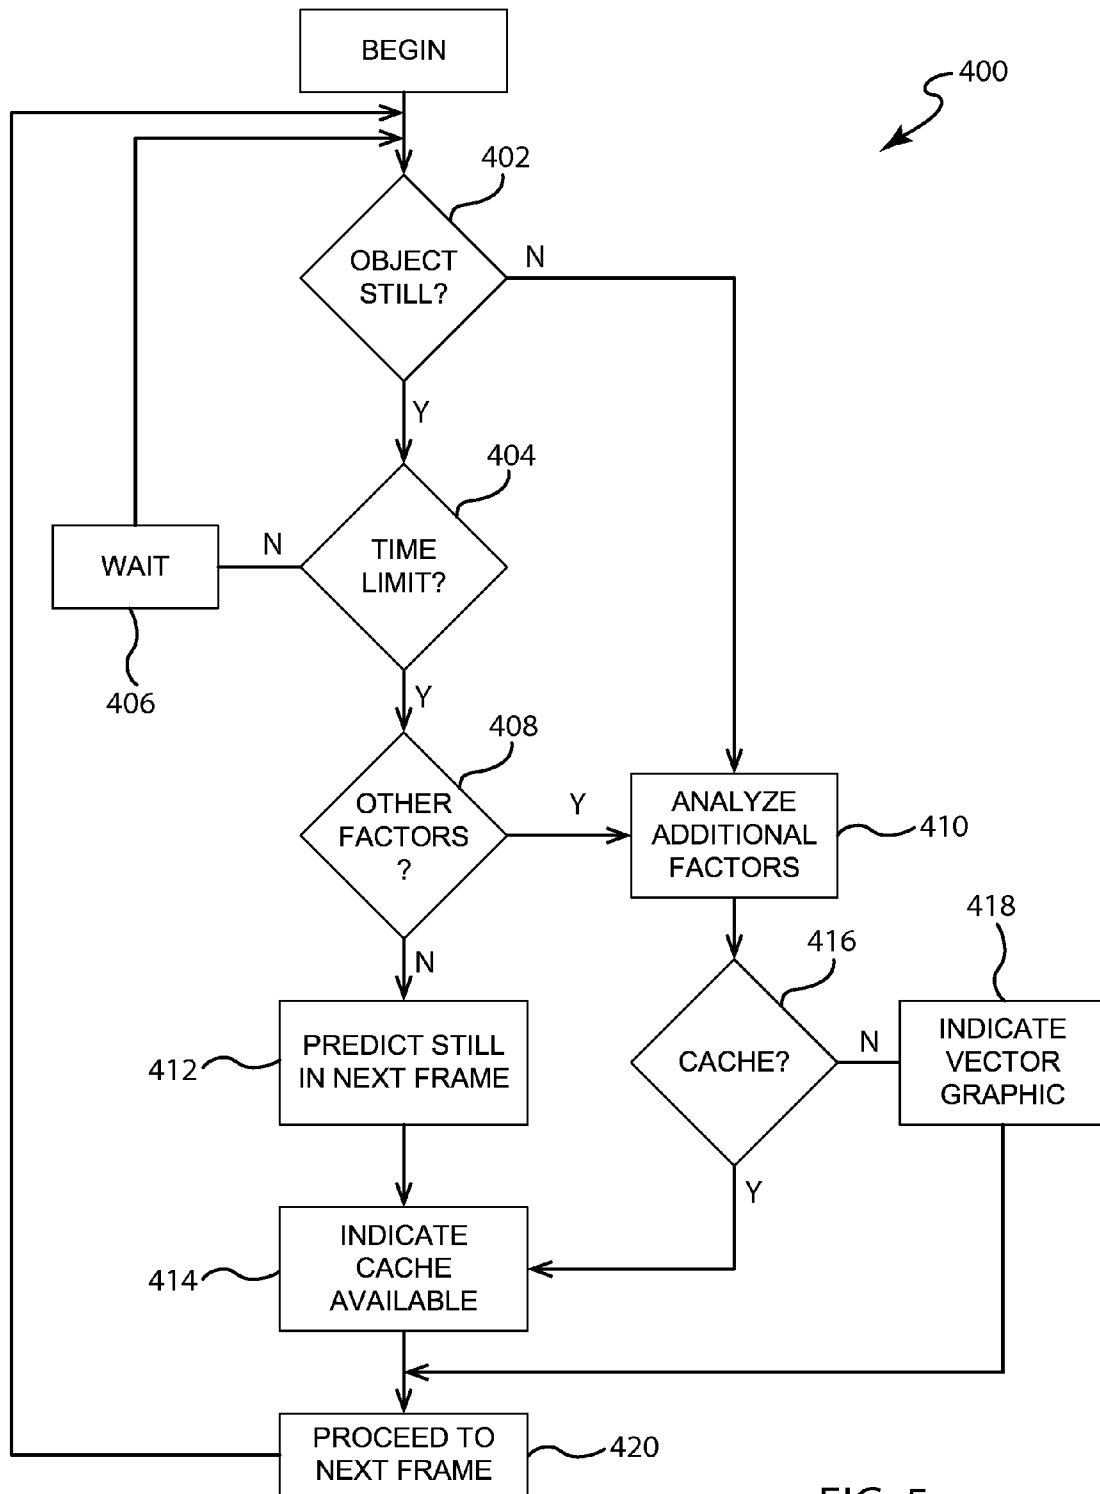 BEGIN
400
402
OBJECT
STILL?
N
Y
404
TIME
LIMIT?
N
WAIT
406
Y
408
OTHER
FACTORS
?
Y
ANALYZE
ADDITIONAL
FACTORS
410
N
416
418
412
PREDICT STILL
IN NEXT FRAME
CACHE?
N
INDICATE
VECTOR
GRAPHIC
Y
414
INDICATE
CACHE
AVAILABLE
PROCEED TO
NEXT FRAME
420
FIG. 5